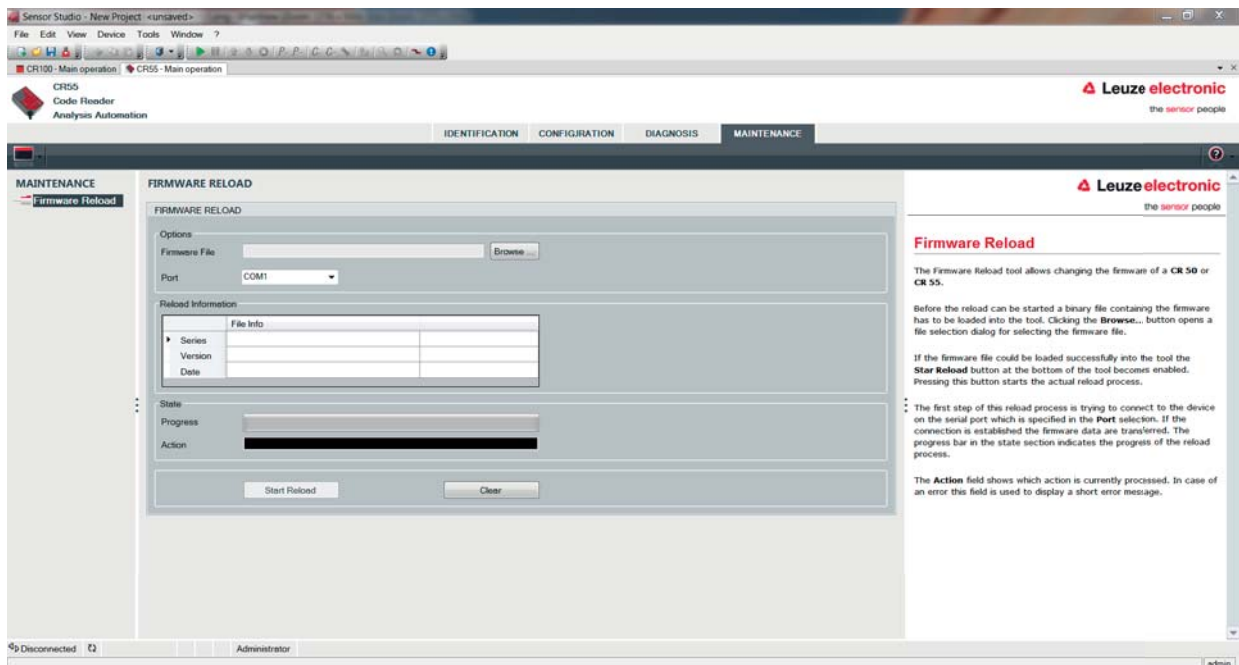 Sensor Studio - New Project <unsaved>
File Edit View Device Tools Window ?
CR100 - Main operation CR55 - Main operation
CR55
Code Reader
Analysis Automation
Leuze electronic
the sensor people
IDENTIFICATION CONFIGURATION DIAGNOSIS MAINTENANCE
MAINTENANCE
Firmware Reload
FIRMWARE RELOAD
FIRMWARE RELOAD
Options
Firmware File
Browse ...
Port
COM1
Reload Information
File Info
Series
Version
Date
State
Progress
Action
Start Reload
Clear
Leuze electronic
the sensor people
Firmware Reload
The Firmware Reload tool allows changing the firmware of a CR 50 or
CR 55.
Before the reload can be started a binary file containing the firmware
has to be loaded into the tool. Clicking the Browse... button opens a
file selection dialog for selecting the firmware file.
If the firmware file could be loaded successfully into the tool the
Star Reload button at the bottom of the tool becomes enabled.
Pressing this button starts the actual reload process.
The first step of this reload process is trying to connect to the device
on the serial port which is specified in the Port selection. If the
connection is established the firmware data are transferred. The
progress bar in the state section indicates the progress of the reload
process.
The Action field shows which action is currently processed. In case of
an error this field is used to display a short error message.
Disconnected
Administrator
admin